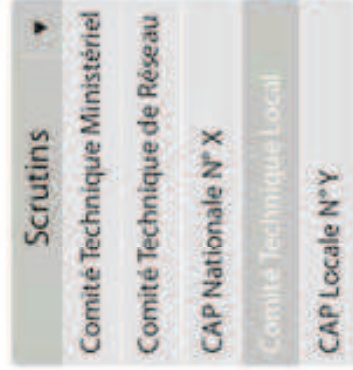 Scrutins
Comité Technique Ministériel
Comité Technique de Réseau
CAP Nationale N° X
Comité Technique Local
CAP Locale N° Y